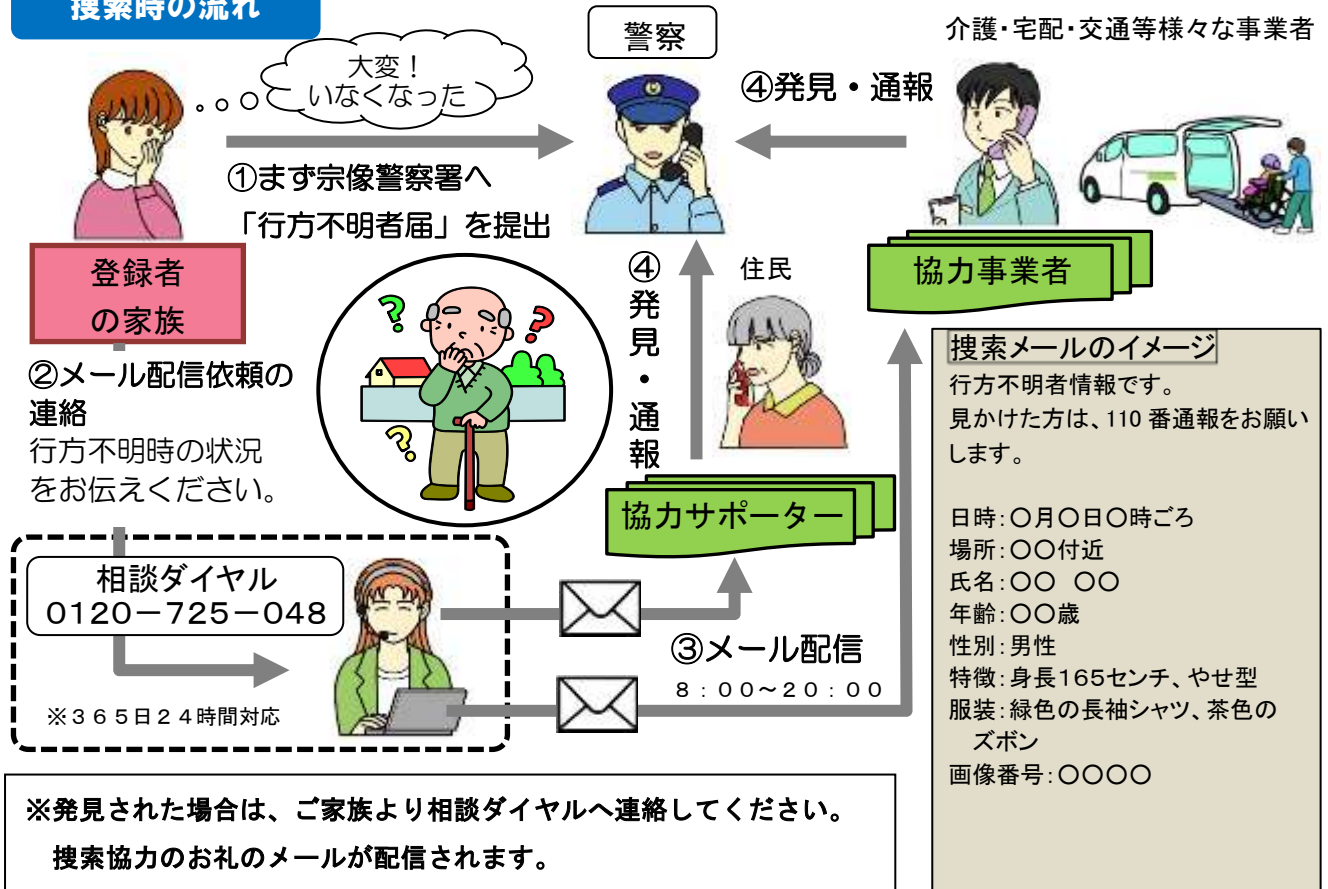 捜索時の流れ
大変！
いなくなった
警察
介護・宅配・交通等様々な事業者
④発見・通報
①まず宗像警察署へ
「行方不明者届」を提出
登録者
の家族
②メール配信依頼の
連絡
行方不明時の状況
をお伝えください。
④発見・通報
住民
協力事業者
協力サポーター
相談ダイヤル
０１２０－７２５－０４８
※３６５日２４時間対応
③メール配信
８：００～２０：００
捜索メールのイメージ
行方不明者情報です。
見かけた方は、110 番通報をお願い
します。
日時：〇月〇日〇時ごろ
場所：〇〇付近
氏名：〇〇　〇〇
年齢：〇〇歳
性別：男性
特徴：身長１６５センチ、やせ型
服装：緑色の長袖シャツ、茶色の
ズボン
画像番号：〇〇〇〇
※発見された場合は、ご家族より相談ダイヤルへ連絡してください。
捜索協力のお礼のメールが配信されます。